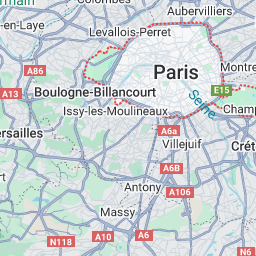 main
Colombes
en-Laye
Aubervilliers
Levallois-Perret
Paris
Montre
A86
E15
A13
Boulogne-Billancourt
Seine
Issy-les-Moulineaux
Champ
ersailles
A6a
Villejuif
Crét
Antony
A106
Massy
N118
A10
A6